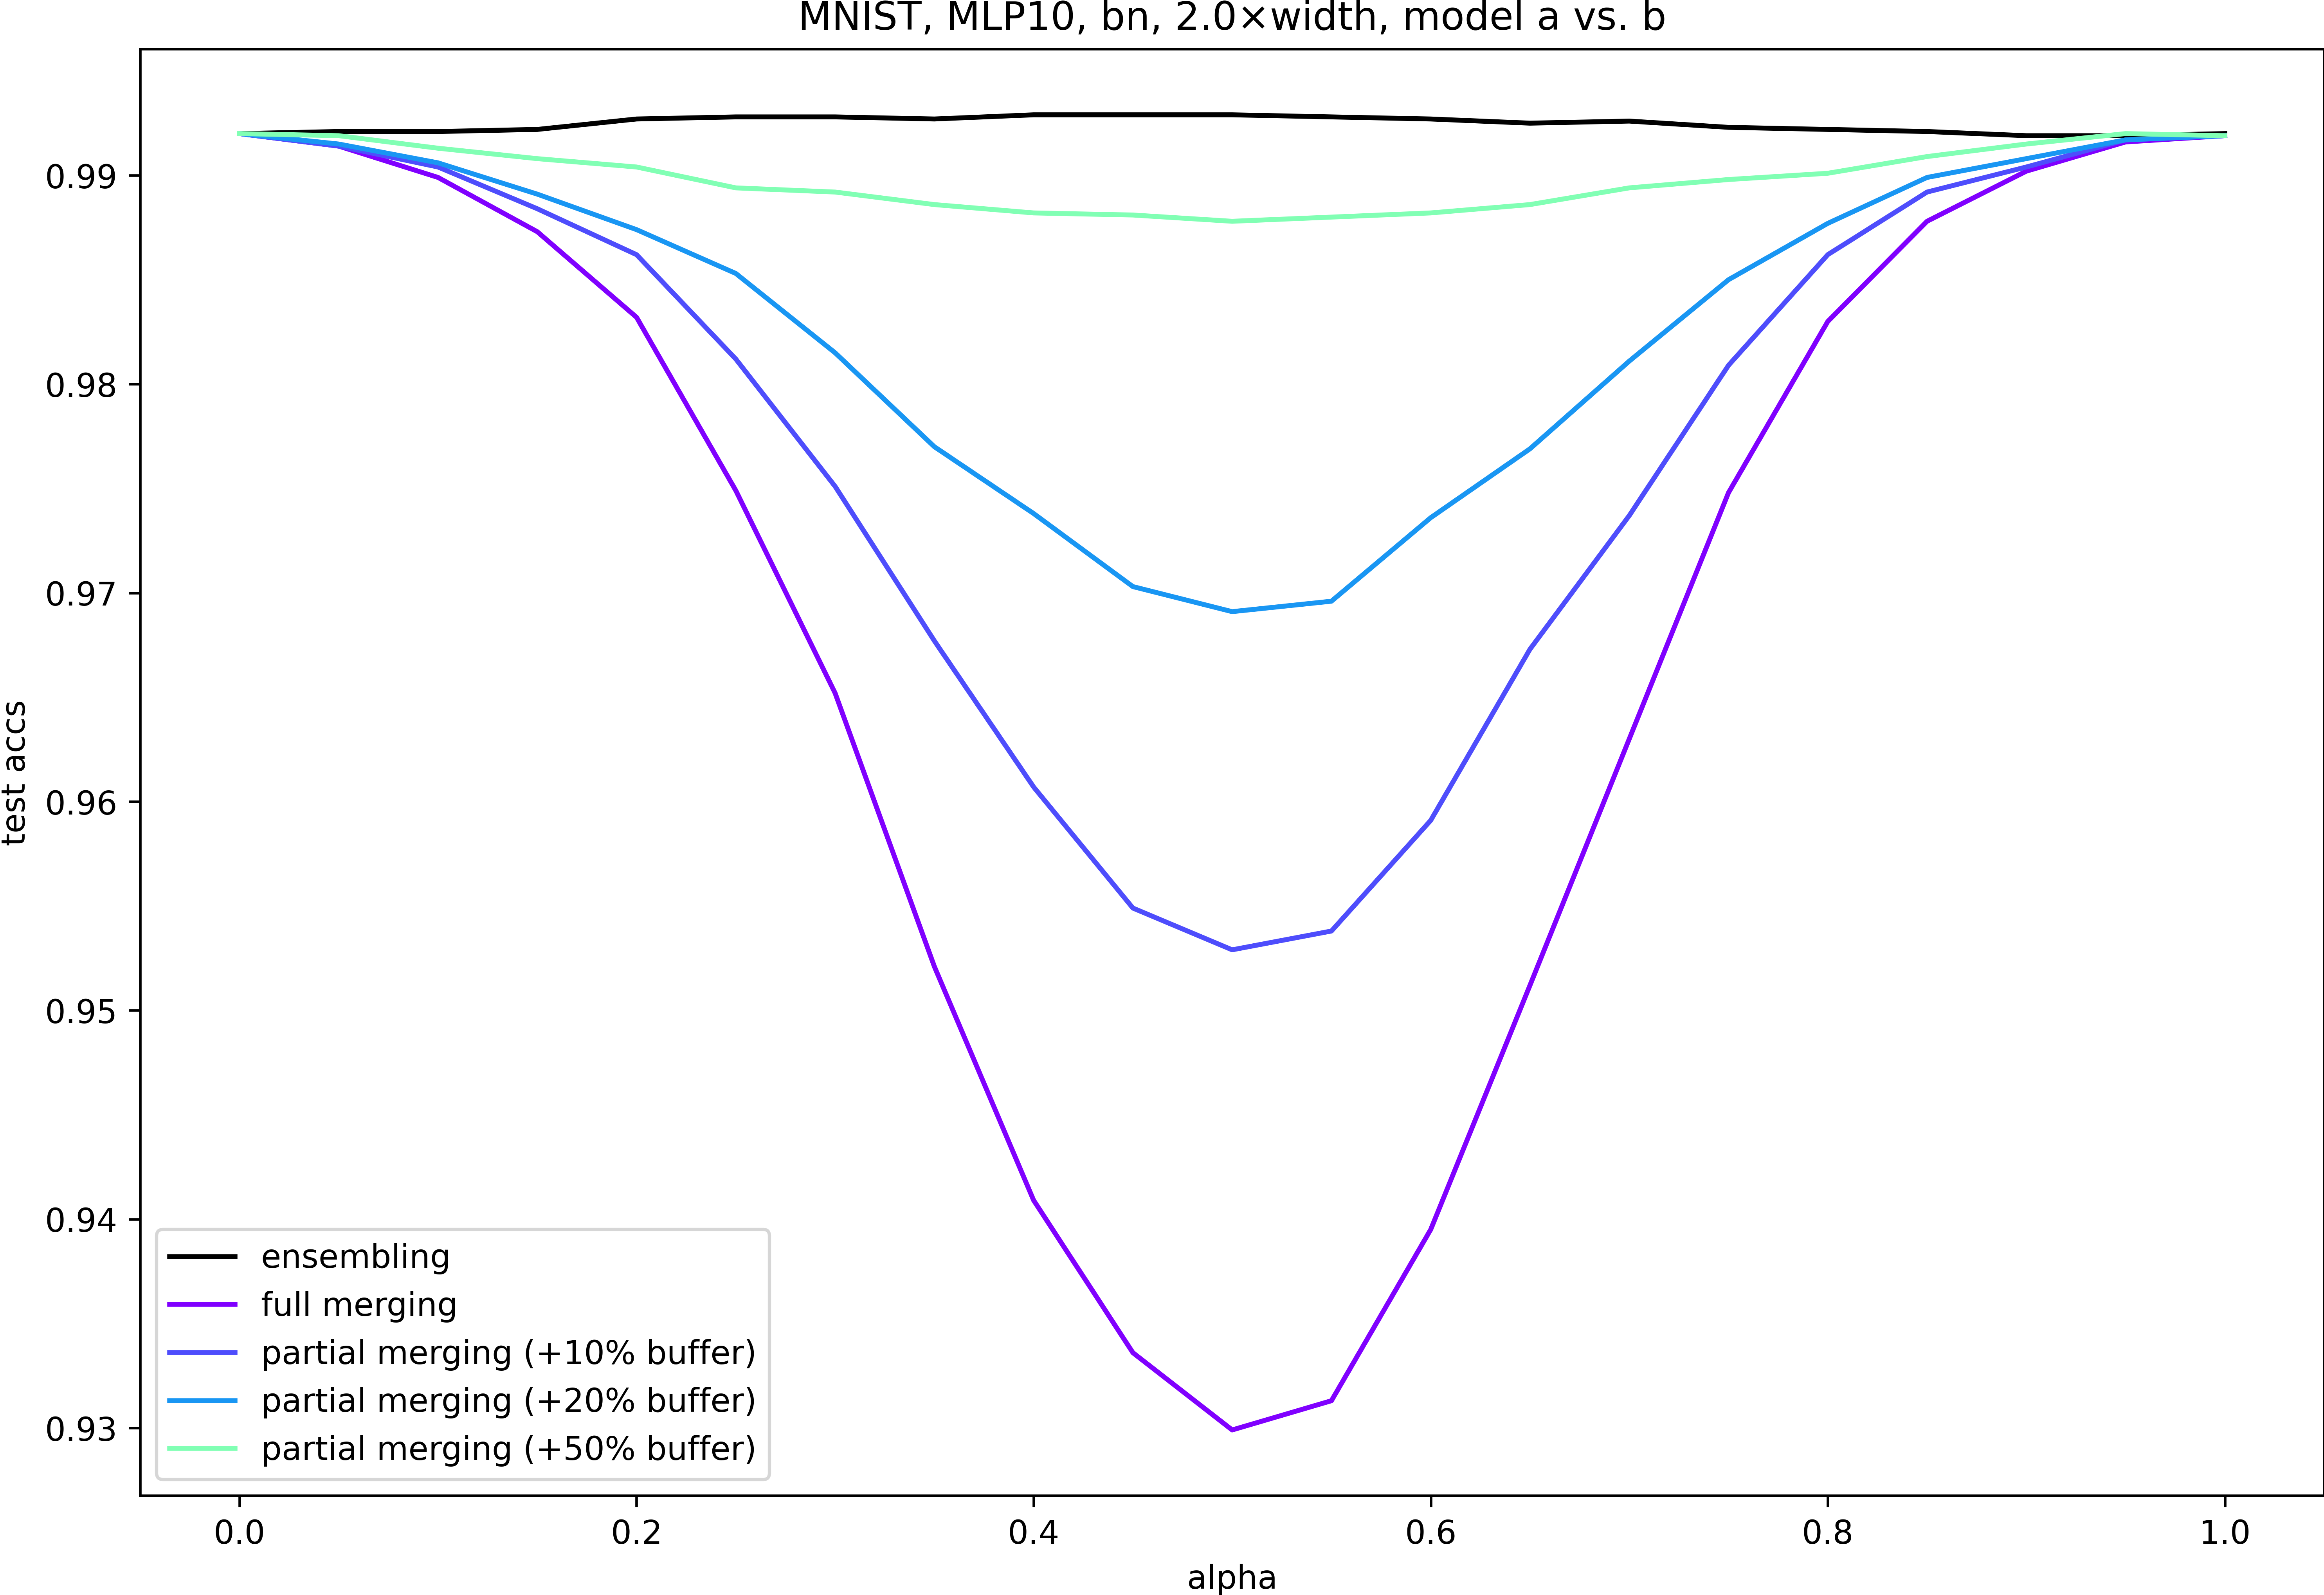 MNIST, MLP10, bn, 2.0×width, model a vs. b
test accs
0.99
0.98
0.97
0.96
0.95
0.94
0.93
ensembling
full merging
partial merging (+10% buffer)
partial merging (+20% buffer)
partial merging (+50% buffer)
0.0 0.2 0.4 0.6 0.8 1.0
alpha